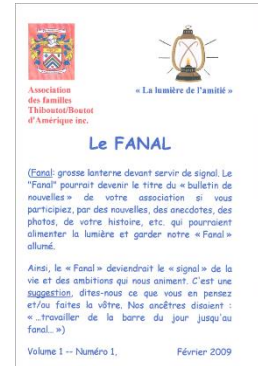 Association
des familles
Thiboutot/Boutot
d'Amérique inc.
« La lumière de l'amitié »
Le FANAL
(Fanal: grosse lanterne devant servir de signal. Le
"Fanal" pourrait devenir le titre du « bulletin de
nouvelles » de votre association si vous
participiez, par des nouvelles, des anecdotes, des
photos, de votre histoire, etc. qui pourraient
alimenter la lumière et garder notre « Fanal »
allumé.
Ainsi, le « Fanal » deviendrait le « signal » de la
vie et des ambitions qui nous animent. C'est une
suggestion, dites-nous ce que vous en pensez
et/ou faites la vôtre. Nos ancêtres disaient :
« …travailler de la barre du jour jusqu'au
fanal… »)
Volume 1 -- Numéro 1,
Février 2009